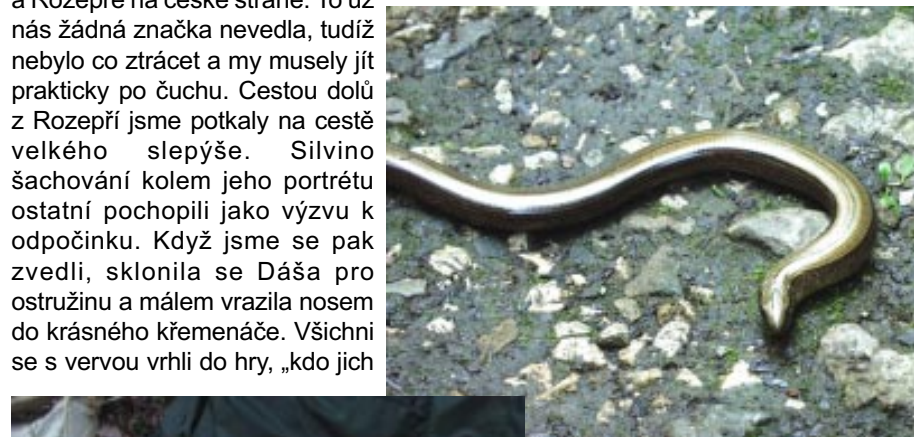 a Rozepře na české straně. To už
nás žádná značka nevedla, tudíž
nebylo co ztrácet a my musely jít
prakticky po čuchu. Cestou dolů
z Rozepří jsme potkaly na cestě
velkého slepýše. Silvino
šachování kolem jeho portrétu
ostatní pochopili jako výzvu k
odpočinku. Když jsme se pak
zvedli, sklonila se Dáša pro
ostružinu a málem vrazila nosem
do krásného křemenáče. Všichni
se s vervou vrhli do hry, „kdo jich